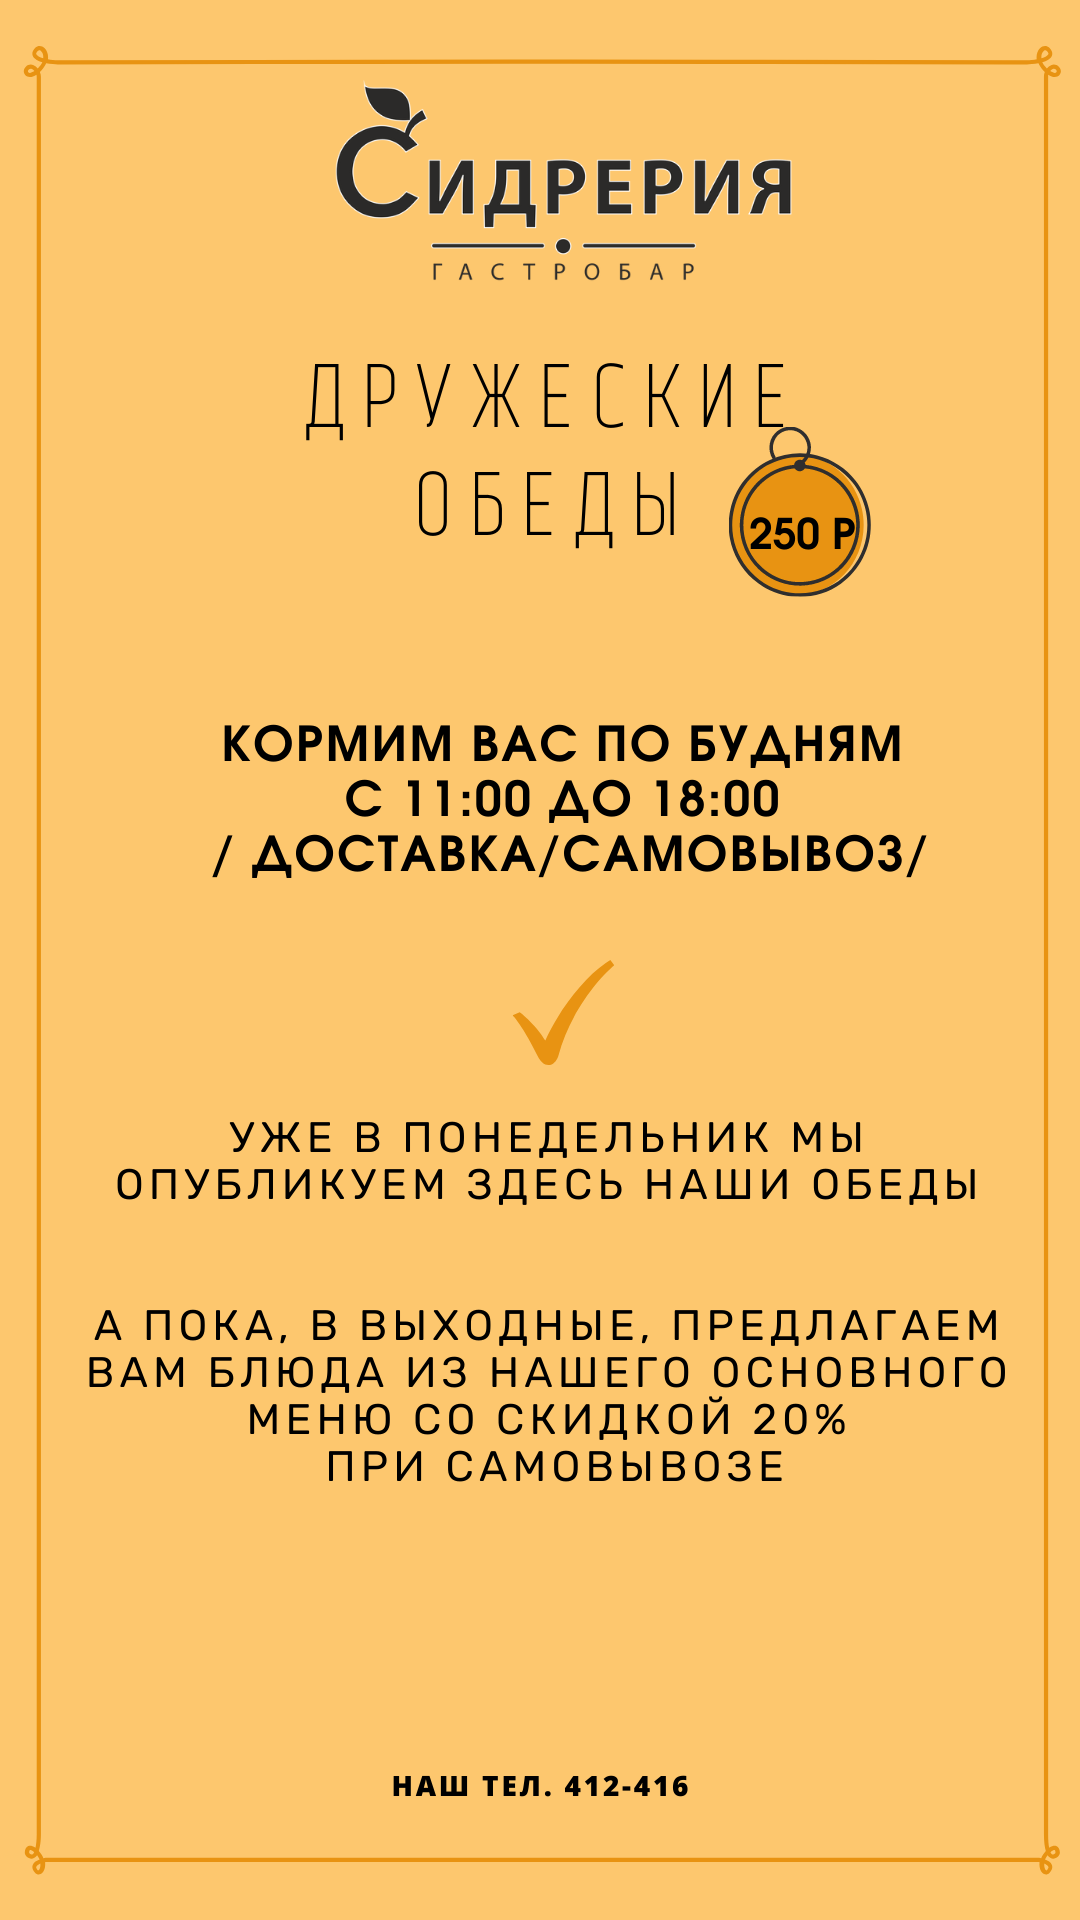 СИДРЕРИЯ
ГАСТРОБАР
ДРУЖЕСКИЕ
ОБЕДЫ
250 Р
КОРМИМ ВАС ПО БУДНЯМ
С 11:00 ДО 18:00
/ ДОСТАВКА/САМОВЫВОЗ/
УЖЕ В ПОНЕДЕЛЬНИК МЫ
ОПУБЛИКУЕМ ЗДЕСЬ НАШИ ОБЕДЫ
А ПОКА, В ВЫХОДНЫЕ, ПРЕДЛАГАЕМ
ВАМ БЛЮДА ИЗ НАШЕГО ОСНОВНОГО
МЕНЮ СО СКИДКОЙ 20%
ПРИ САМОВЫВОЗЕ
НАШ ТЕЛ. 412-416